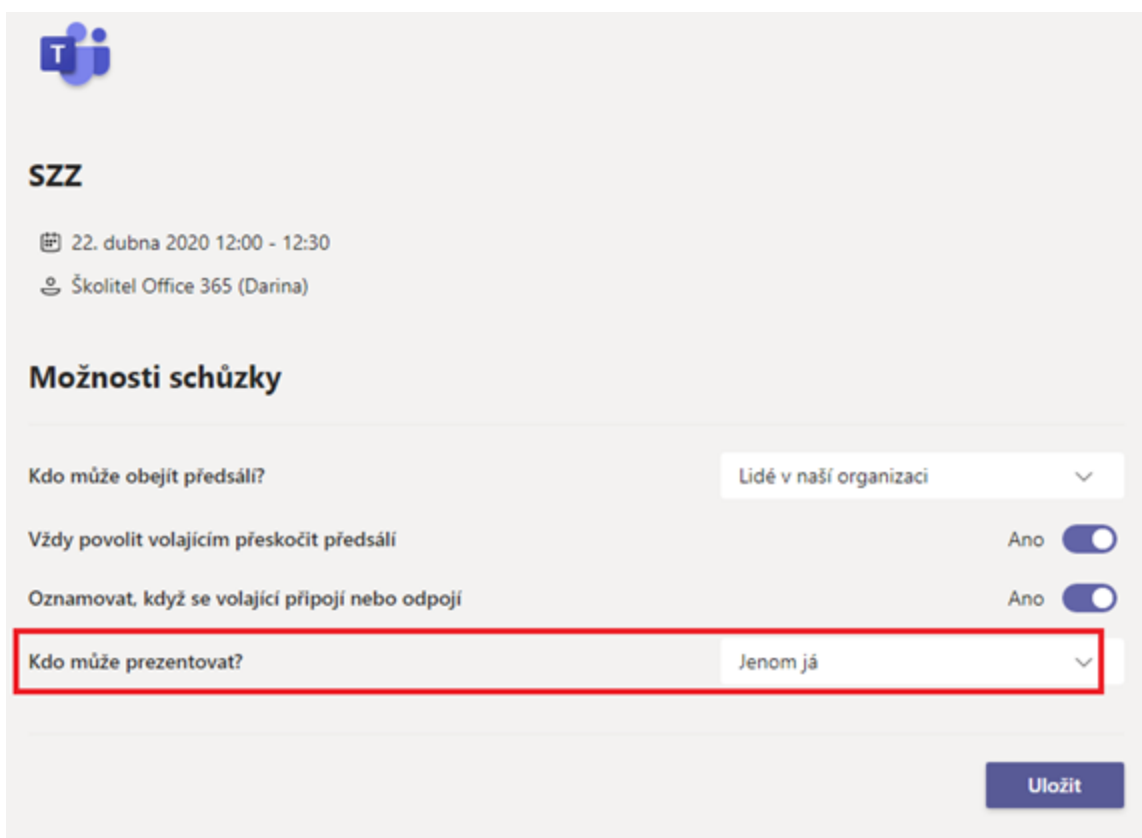 T
SZZ
22. dubna 2020 12:00 - 12:30
Školitel Office 365 (Darina)
Možnosti schůzky
Kdo může obejít předsálí? Lidé v naší organizaci
Vždy povolit volajícím přeskočit předsálí Ano
Oznamovat, když se volající připojí nebo odpojí Ano
Kdo může prezentovat? Jenom já
Uložit